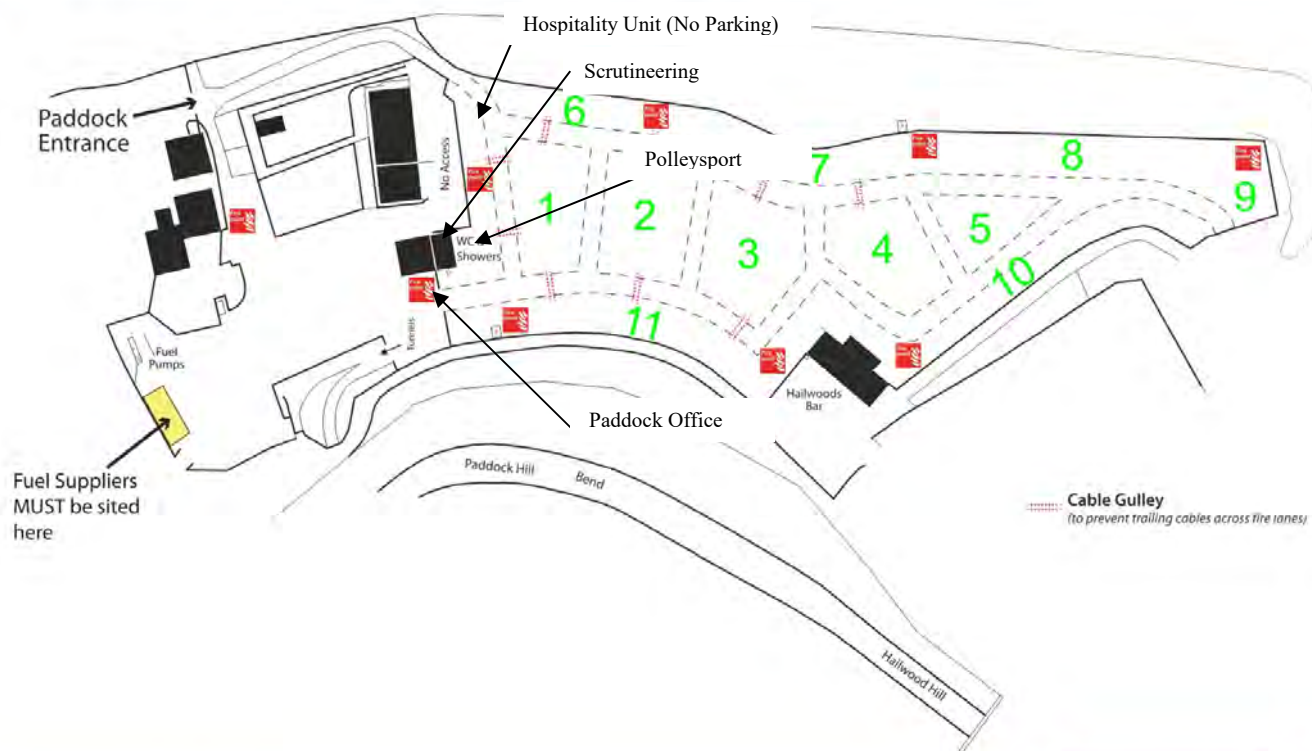 Hospitality Unit (No Parking)
Scrutineering
Paddock
Entrance
6
Polleysport
7
8
9
No Access
1
2
3
4
5
WC &
Showers
10
11
Tunnels
Fuel
Pumps
Hailwoods
Bar
Paddock Office
Fuel Suppliers
MUST be sited
here
Paddock Hill
Bend
Cable Gulley
(to prevent trailing cables across fire lanes)
Hailwood Hill